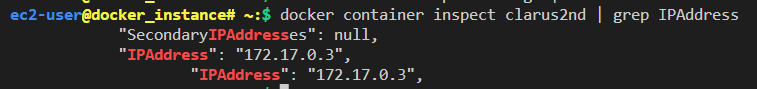 ec2-user@docker_instance# ~:$ docker container inspect clarus2nd | grep IPAddress
"SecondaryIPAddresses": null,
"IPAddress": "172.17.0.3",
"IPAddress": "172.17.0.3",